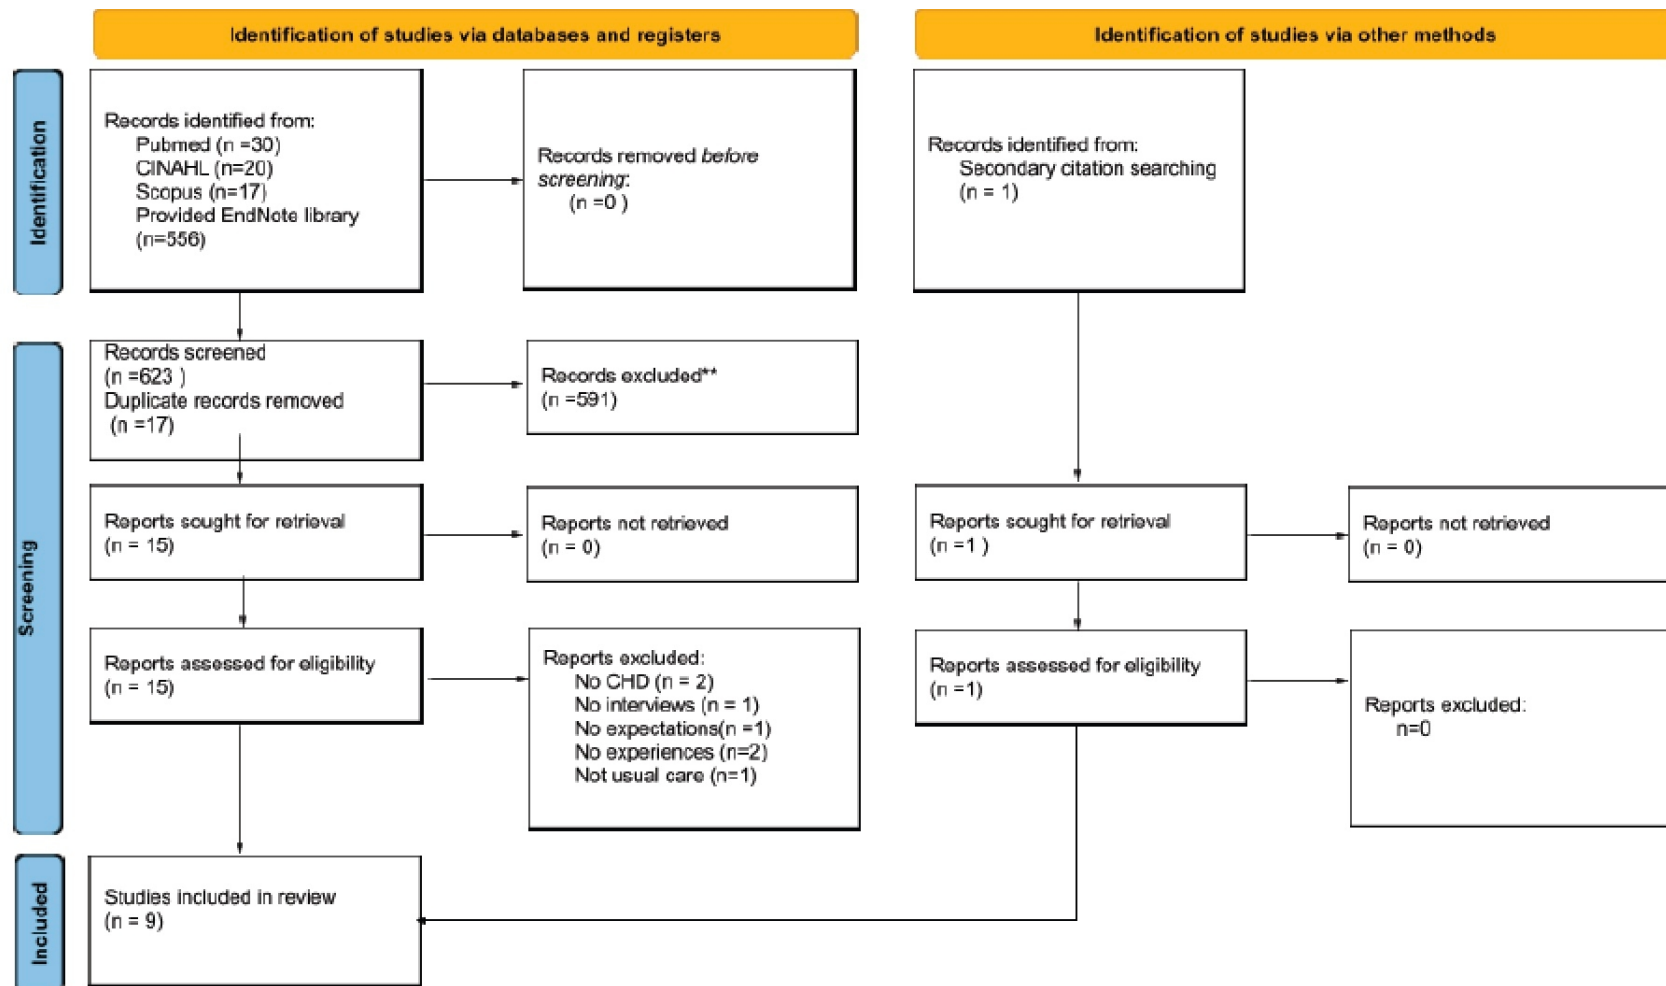 Identification of studies via databases and registers
Identification of studies via other methods
Identification
Records identified from:
Pubmed (n =30)
CINAHL (n=20)
Scopus (n=17)
Provided EndNote library
(n=556)
Records removed before
screening:
(n =0 )
Records identified from:
Secondary citation searching
(n = 1)
Screening
Records screened
(n =623 )
Duplicate records removed
(n =17)
Records excluded**
(n =591)
Reports sought for retrieval
(n = 15)
Reports not retrieved
(n = 0)
Reports sought for retrieval
(n =1 )
Reports not retrieved
(n = 0)
Reports assessed for eligibility
(n = 15)
Reports excluded:
No CHD (n = 2)
No interviews (n = 1)
No expectations(n =1)
No experiences (n=2)
Not usual care (n=1)
Reports assessed for eligibility
(n =1)
Reports excluded:
n=0
Included
Studies included in review
(n = 9)